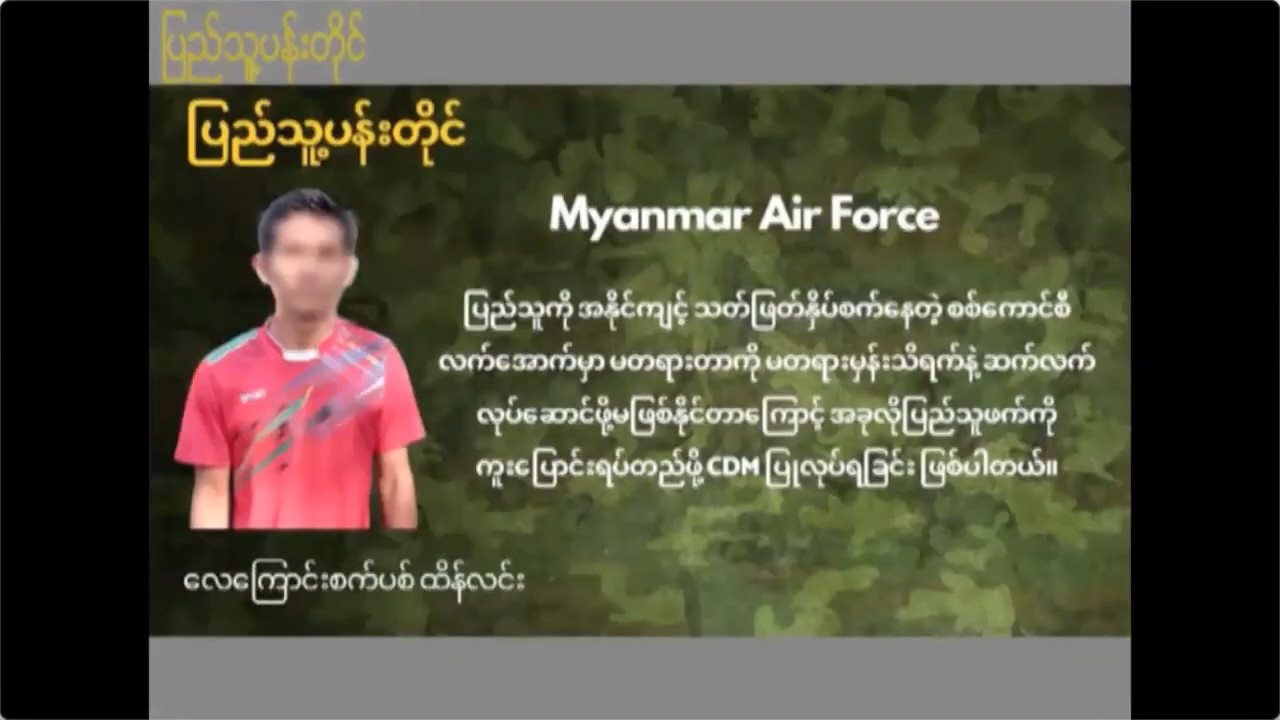 ပြည်သူ့ပန်းတိုင်
ပြည်သူ့ပန်းတိုင်
Myanmar Air Force
ပြည်သူကို အနိုင်ကျင့် သတ်ဖြတ်နှိပ်စက်နေတဲ့ စစ်ကောင်စီ
လက်အောက်မှာ မတရားတာကို မတရားမှန်းသိရက်နဲ့ ဆက်လက်
လုပ်ဆောင်ဖို့မဖြစ်နိုင်တာကြောင့် အခုလိုပြည်သူဖက်ကို
ကူးပြောင်းရပ်တည်ဖို့ CDM ပြုလုပ်ရခြင်း ဖြစ်ပါတယ်။
လေကြောင်းစက်ပစ် ထိန်လင်း